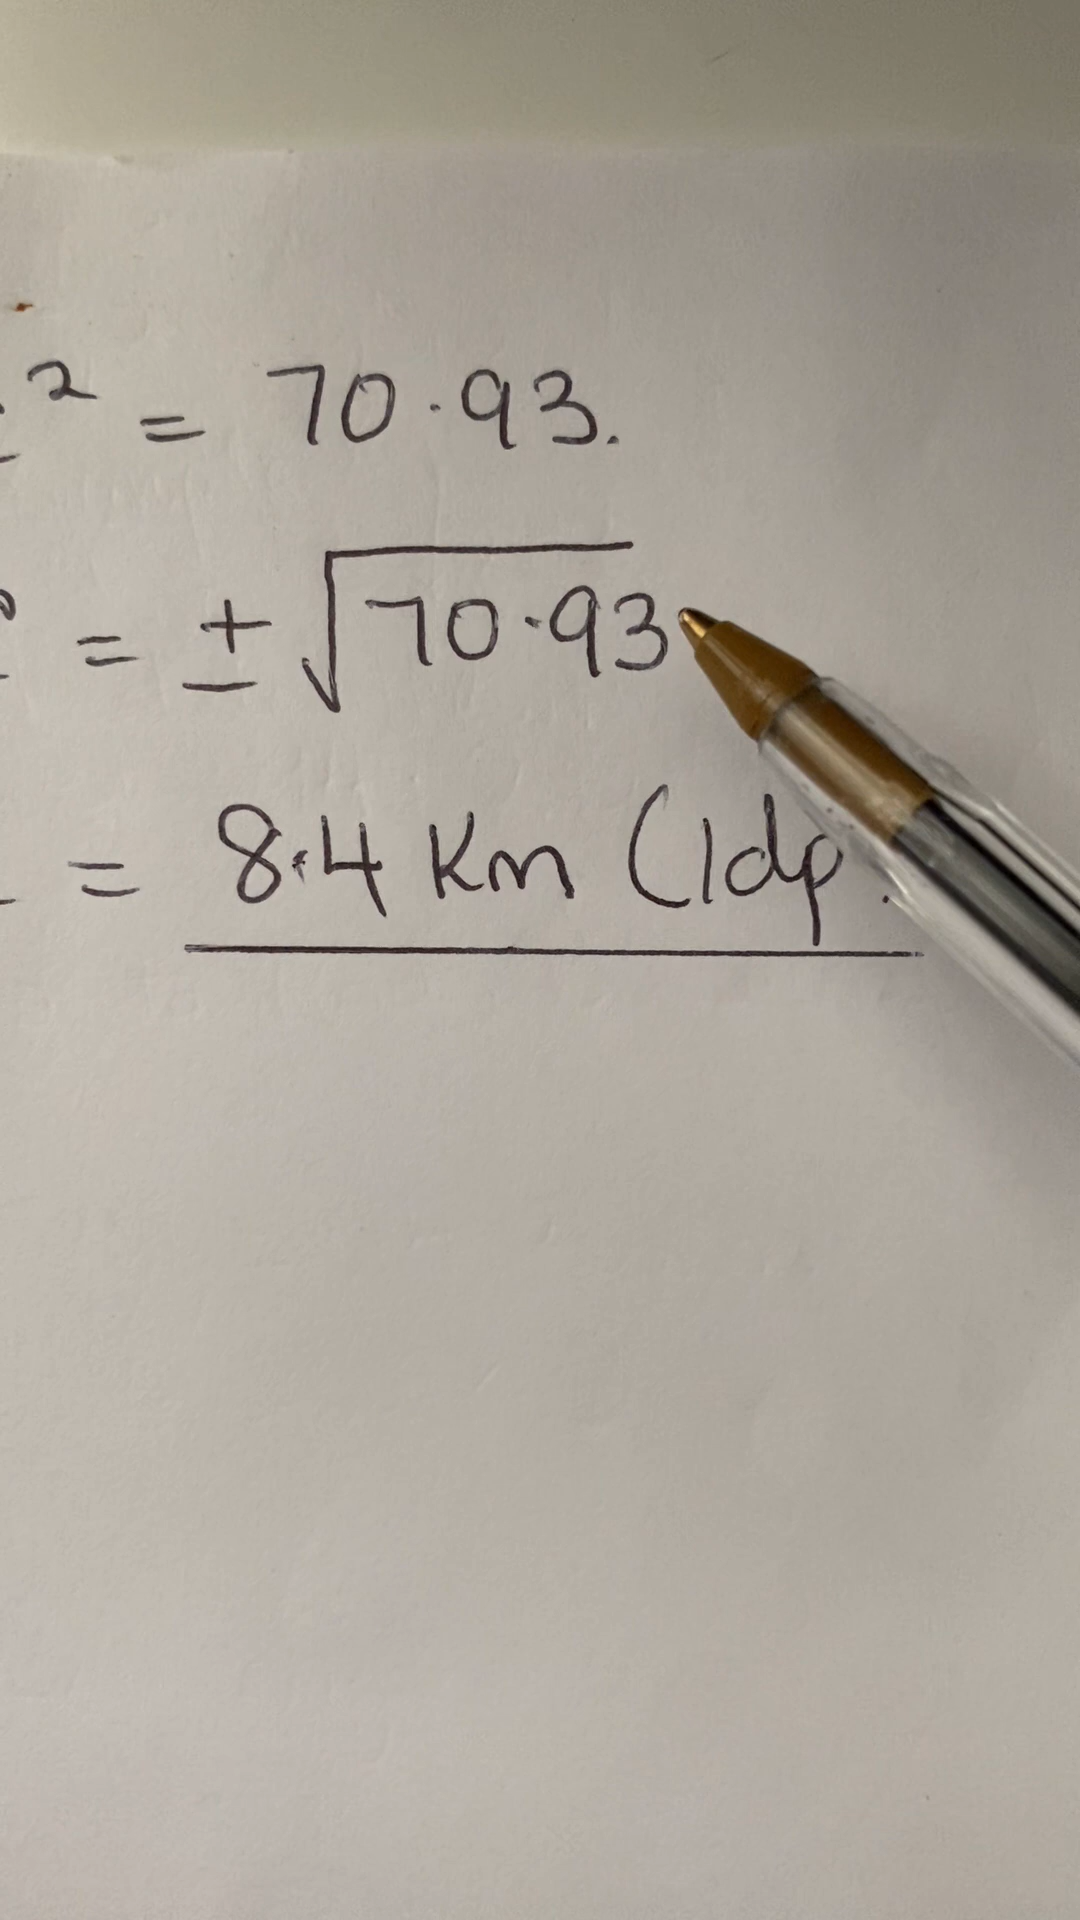 ² = 70.93.
= ± √70.93
= 8.4 km (1dp.